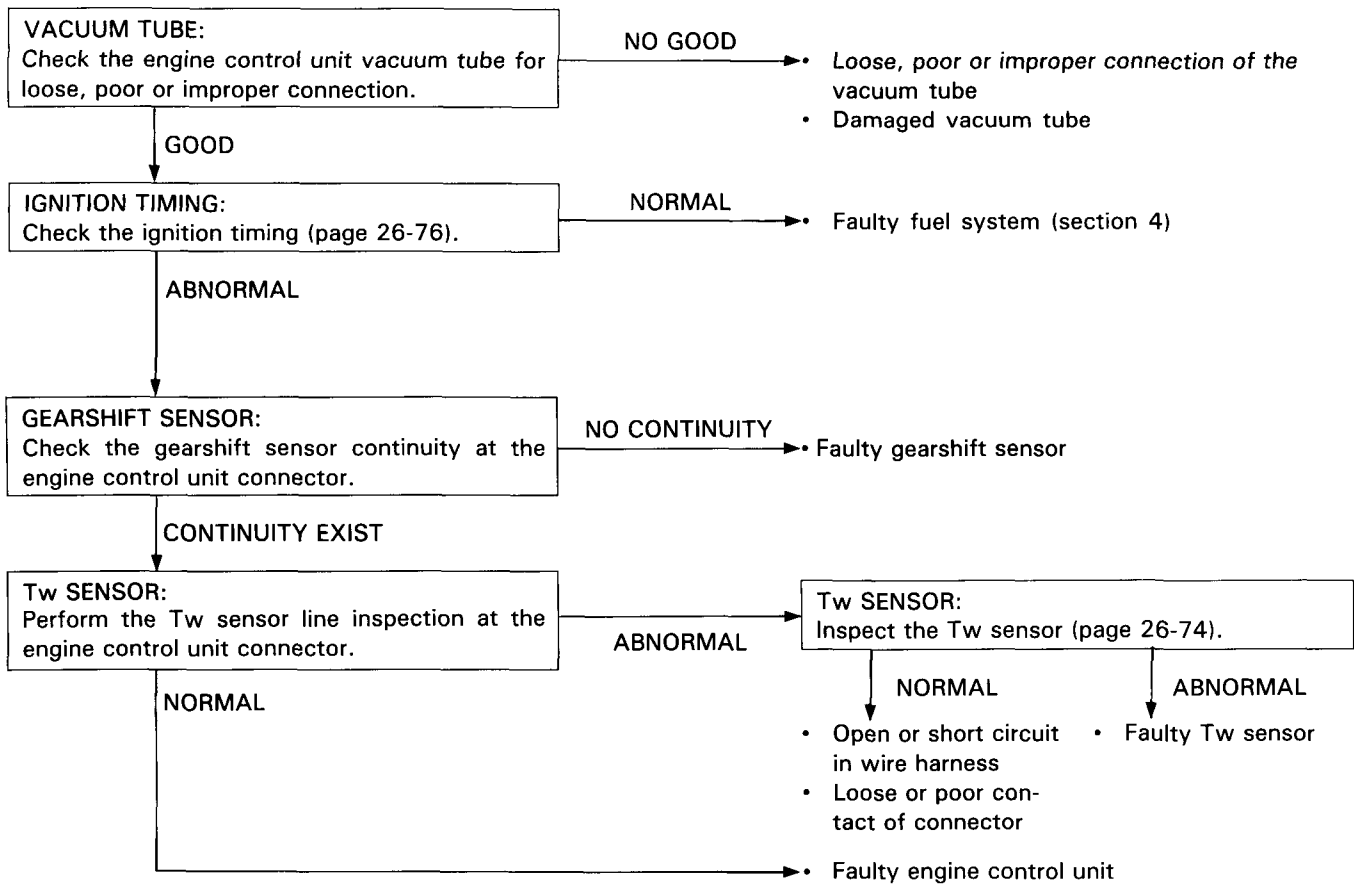 VACUUM TUBE:
Check the engine control unit vacuum tube for
loose, poor or improper connection.
NO GOOD
• Loose, poor or improper connection of the
vacuum tube
• Damaged vacuum tube
GOOD
IGNITION TIMING:
Check the ignition timing (page 26-76).
NORMAL
• Faulty fuel system (section 4)
ABNORMAL
GEARSHIFT SENSOR:
Check the gearshift sensor continuity at the
engine control unit connector.
NO CONTINUITY
• Faulty gearshift sensor
CONTINUITY EXIST
Tw SENSOR:
Perform the Tw sensor line inspection at the
engine control unit connector.
ABNORMAL
Tw SENSOR:
Inspect the Tw sensor (page 26-74).
NORMAL
• Open or short circuit
in wire harness
• Loose or poor con-
tact of connector
ABNORMAL
• Faulty Tw sensor
NORMAL
• Faulty engine control unit